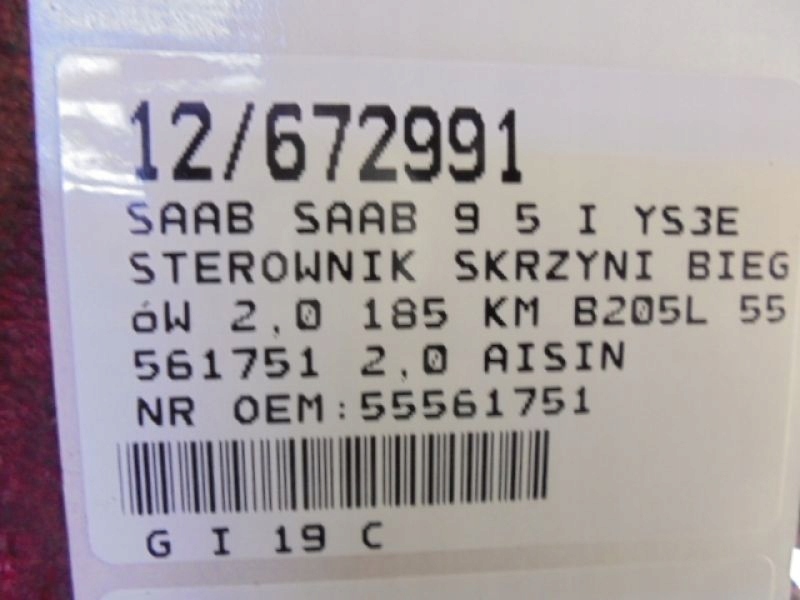 12/672991
SAAB SAAB 9 5 I YS3E
STEROWNIK SKRZYNI BIEG
óW 2,0 185 KM B205L 55
561751 2,0 AISIN
NR OEM:55561751
G I 19 C